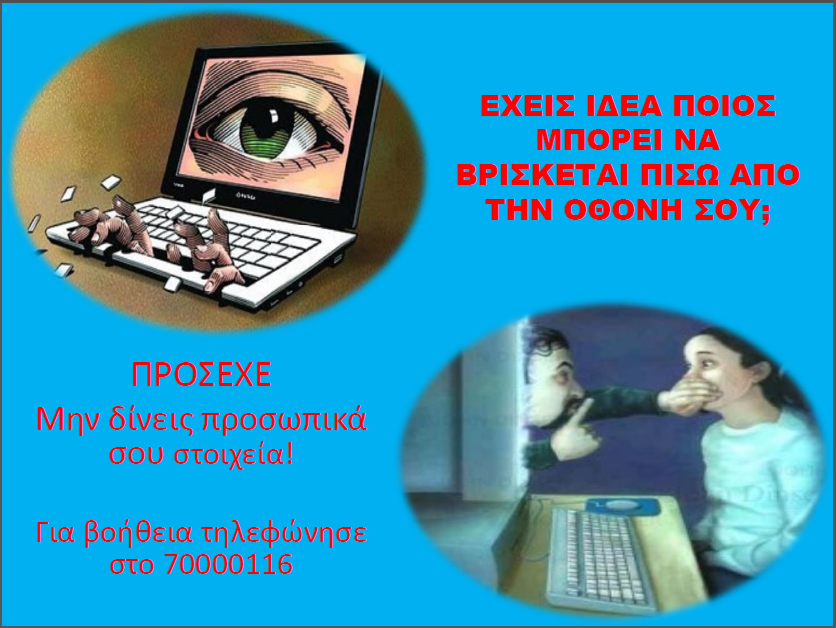 ΕΧΕΙΣ ΙΔΕΑ ΠΟΙΟΣ
ΜΠΟΡΕΙ ΝΑ
ΒΡΙΣΚΕΤΑΙ ΠΙΣΩ ΑΠΟ
ΤΗΝ ΟΘΟΝΗ ΣΟΥ;
ΠΡΟΣΕΧΕ
Μην δίνεις προσωπικά
σου στοιχεία!
Για βοήθεια τηλεφώνησε
στο 70000116